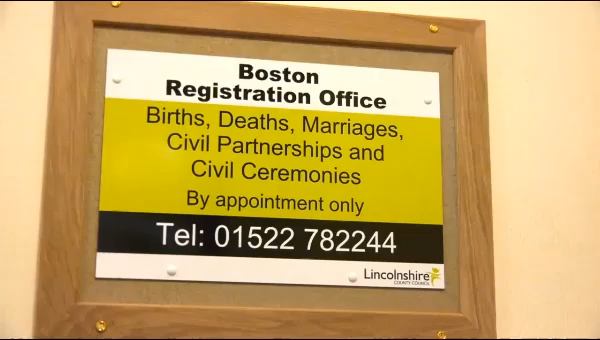 Boston
Registration Office
Births, Deaths, Marriages,
Civil Partnerships and
Civil Ceremonies
By appointment only
Tel: 01522 782244
Lincolnshire
COUNTY COUNCIL